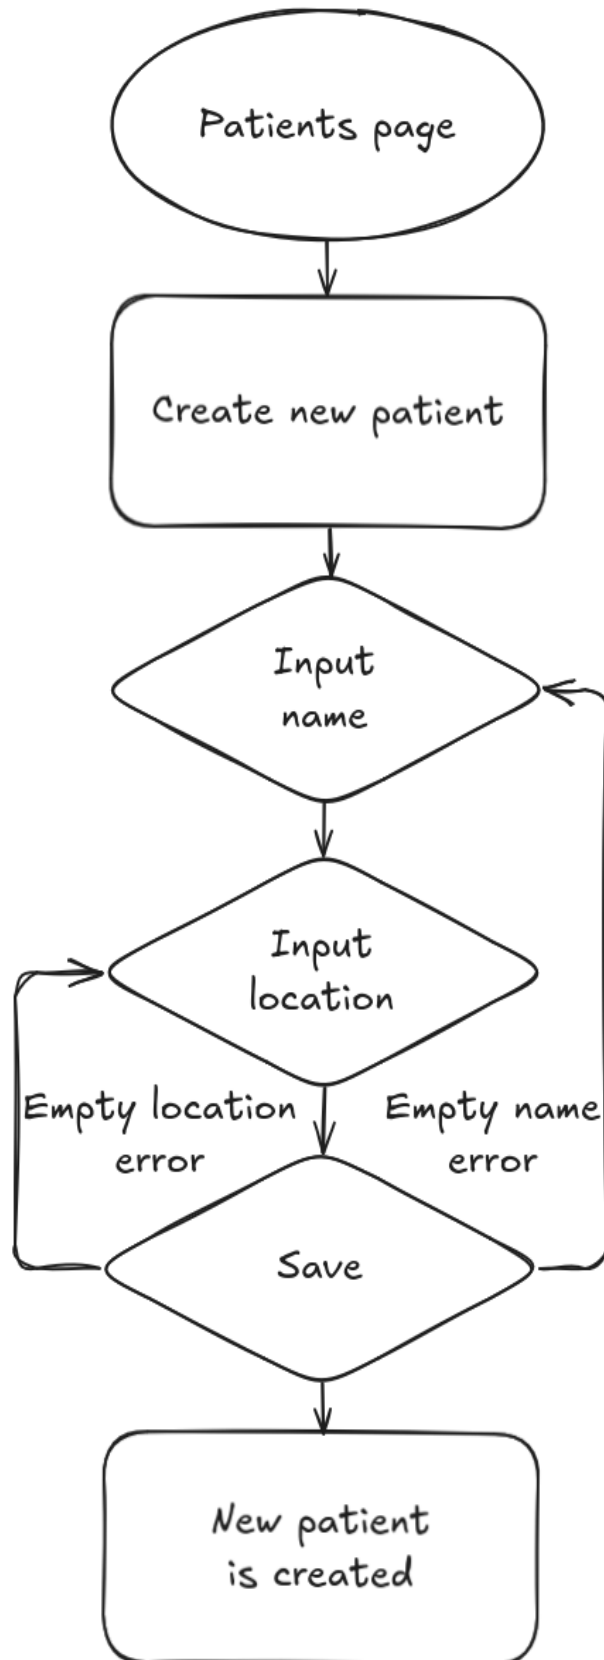 Patients page
Create new patient
Input
name
Input
location
Empty location
error
Empty name
error
Save
New patient
is created